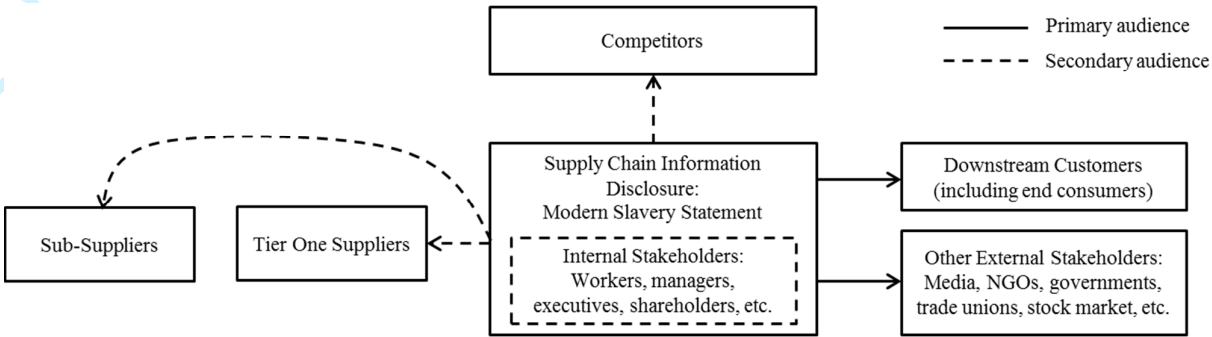 Competitors
Primary audience
Secondary audience
Supply Chain Information
Disclosure:
Modern Slavery Statement
Downstream Customers
(including end consumers)
Sub-Suppliers
Tier One Suppliers
Internal Stakeholders:
Workers, managers,
executives, shareholders, etc.
Other External Stakeholders:
Media, NGOs, governments,
trade unions, stock market, etc.